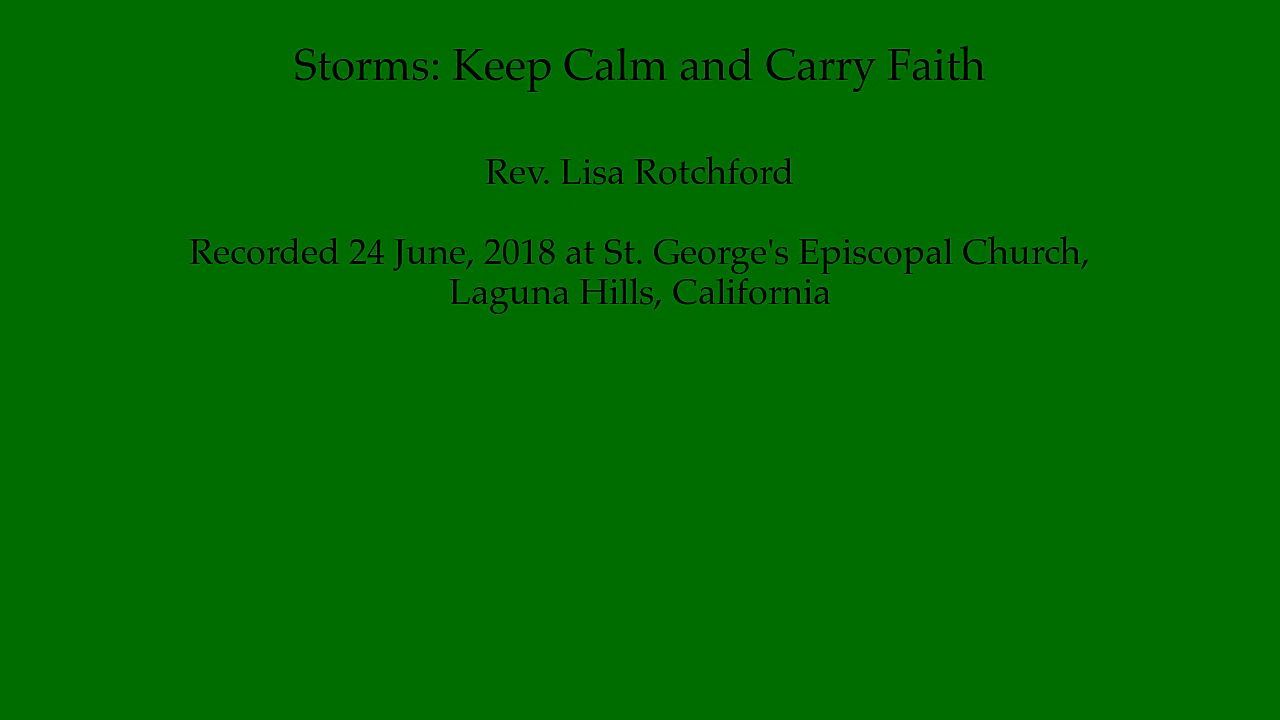 Storms: Keep Calm and Carry Faith
Rev. Lisa Rotchford
Recorded 24 June, 2018 at St. George's Episcopal Church,
Laguna Hills, California